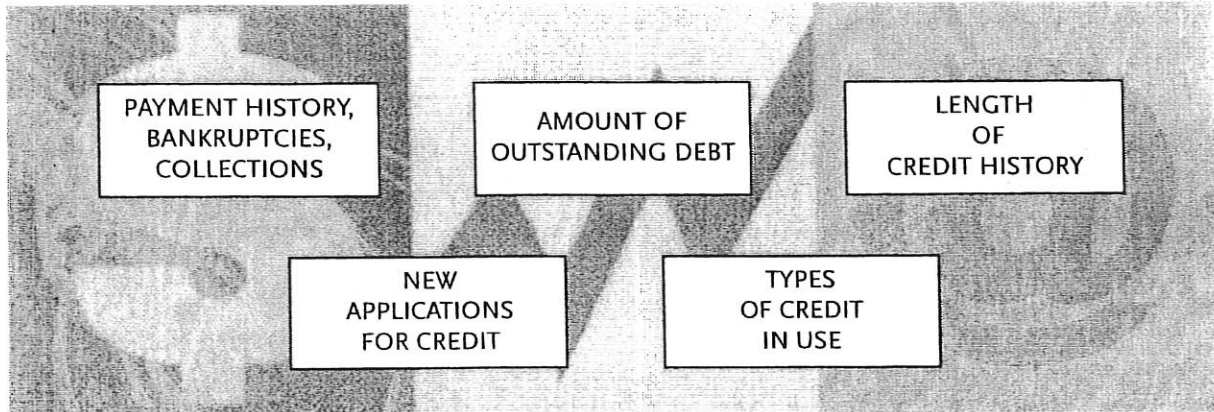 PAYMENT HISTORY,
BANKRUPTCIES,
COLLECTIONS
AMOUNT OF
OUTSTANDING DEBT
LENGTH
OF
CREDIT HISTORY
NEW
APPLICATIONS
FOR CREDIT
TYPES
OF CREDIT
IN USE